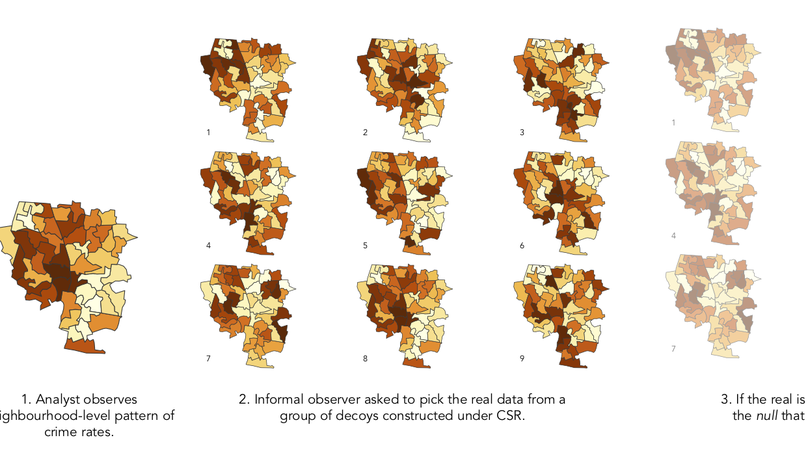 1
2
3
1
4
5
6
4
7
8
9
7
1. Analyst observes
ighbourhood-level pattern of
crime rates.
2. Informal observer asked to pick the real data from a
group of decoys constructed under CSR.
3. If the real is
the null that